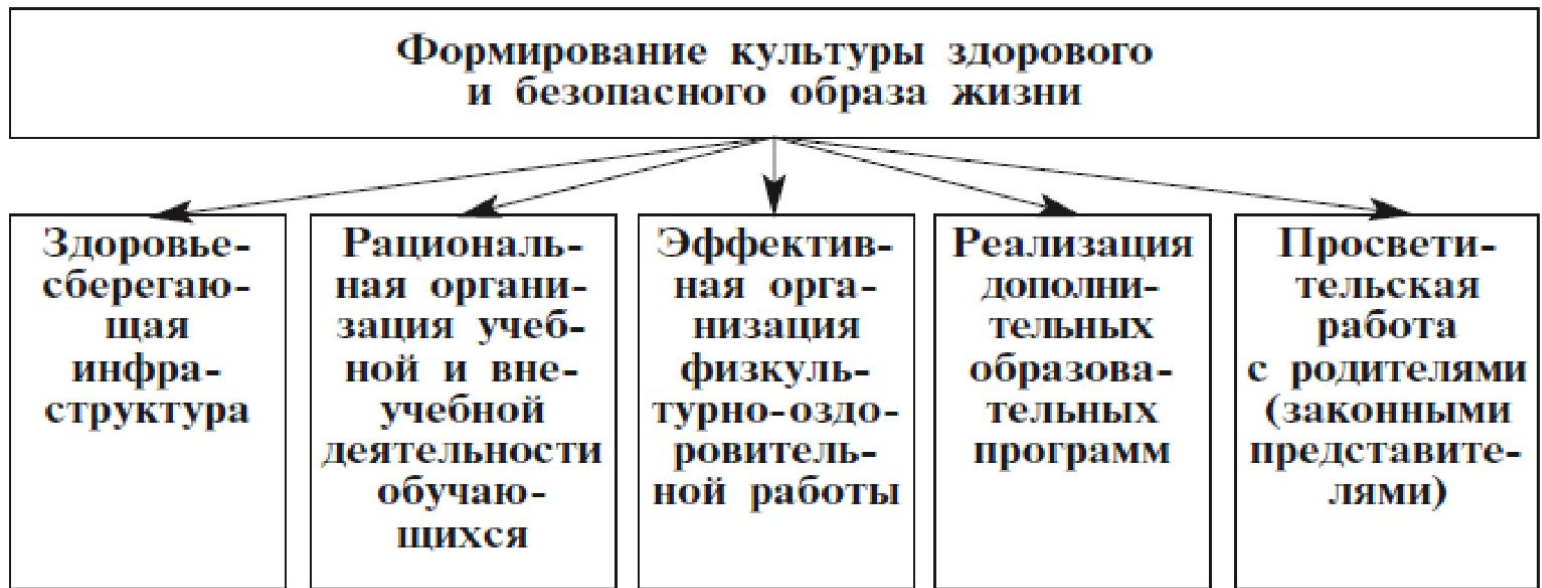 Формирование культуры здорового
и безопасного образа жизни
Здоровье-
сберегаю-
щая
инфра-
структура
Рациональ-
ная органи-
зация учеб-
ной и вне-
учебной
деятельности
обучаю-
щихся
Эффектив-
ная орга-
низация
физкуль-
турно-оздо-
ровитель-
ной работы
Реализация
дополни-
тельных
образова-
тельных
программ
Просвети-
тельская
работа
с родителями
(законными
представите-
лями)